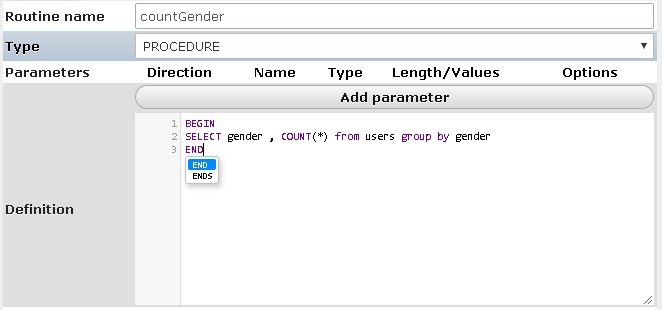 Routine name countGender
Type PROCEDURE
Parameters Direction Name Type Length/Values Options
Add parameter
Definition
1 BEGIN
2 SELECT gender , COUNT(*) from users group by gender
3 END
END
ENDS